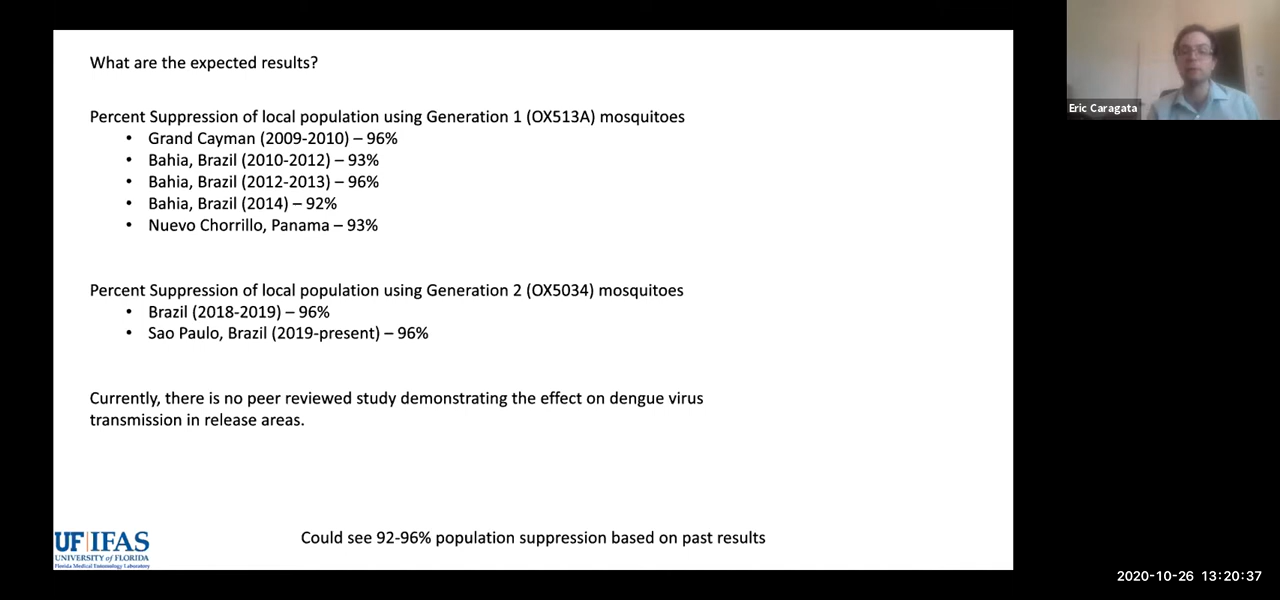 What are the expected results?
Percent Suppression of local population using Generation 1 (OX513A) mosquitoes
• Grand Cayman (2009-2010) – 96%
• Bahia, Brazil (2010-2012) – 93%
• Bahia, Brazil (2012-2013) – 96%
• Bahia, Brazil (2014) – 92%
• Nuevo Chorrillo, Panama – 93%
Percent Suppression of local population using Generation 2 (OX5034) mosquitoes
• Brazil (2018-2019) – 96%
• Sao Paulo, Brazil (2019-present) – 96%
Currently, there is no peer reviewed study demonstrating the effect on dengue virus
transmission in release areas.
Could see 92-96% population suppression based on past results
UF|IFAS
UNIVERSITY of FLORIDA
Florida Medical Entomology Laboratory
Eric Caragata
2020-10-26 13:20:37